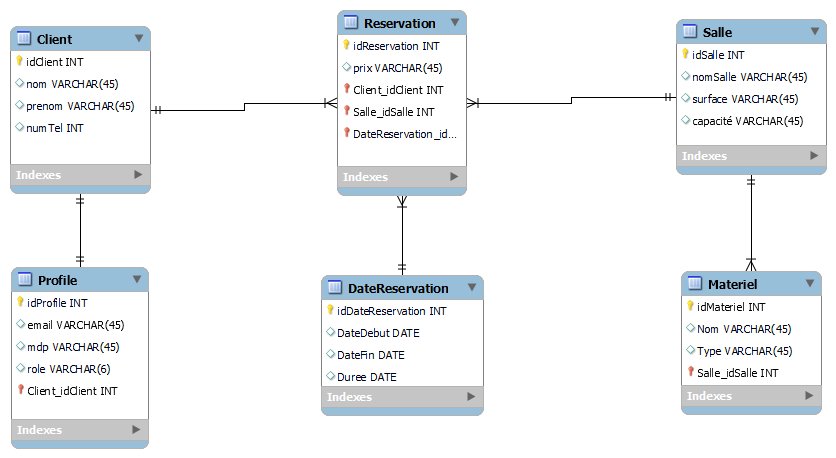 Client
idClient INT
nom VARCHAR(45)
prenom VARCHAR(45)
numTel INT
Indexes
Reservation
idReservation INT
prix VARCHAR(45)
Client_idClient INT
Salle_idSalle INT
DateReservation_id...
Indexes
Salle
idSalle INT
nomSalle VARCHAR(45)
surface VARCHAR(45)
capacité VARCHAR(45)
Indexes
Profile
idProfile INT
email VARCHAR(45)
mdp VARCHAR(45)
role VARCHAR(6)
Client_idClient INT
Indexes
DateReservation
idDateReservation INT
DateDebut DATE
DateFin DATE
Duree DATE
Indexes
Materiel
idMateriel INT
Nom VARCHAR(45)
Type VARCHAR(45)
Salle_idSalle INT
Indexes